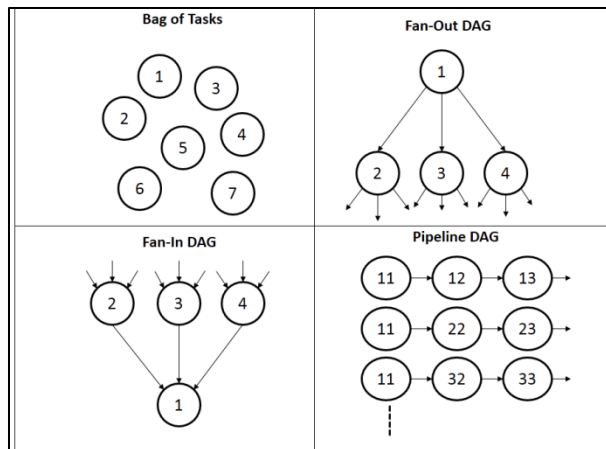 Bag of Tasks
1
3
2
4
5
6
7
Fan-Out DAG
1
2 3 4
Fan-In DAG
2 3 4
1
Pipeline DAG
11 12 13
11 22 23
11 32 33